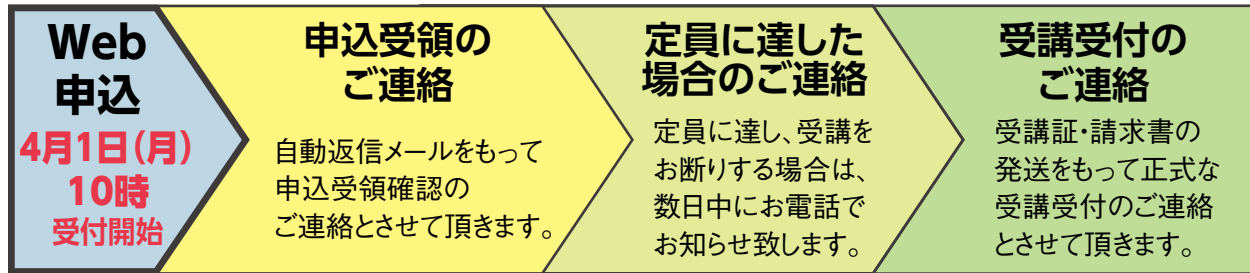 Web
申込
4月1日(月)
10時
受付開始
申込受領の
ご連絡
自動返信メールをもって
申込受領確認の
ご連絡とさせて頂きます。
定員に達した
場合のご連絡
定員に達し、受講を
お断りする場合は、
数日中にお電話で
お知らせ致します。
受講受付の
ご連絡
受講証・請求書の
発送をもって正式な
受講受付のご連絡
とさせて頂きます。